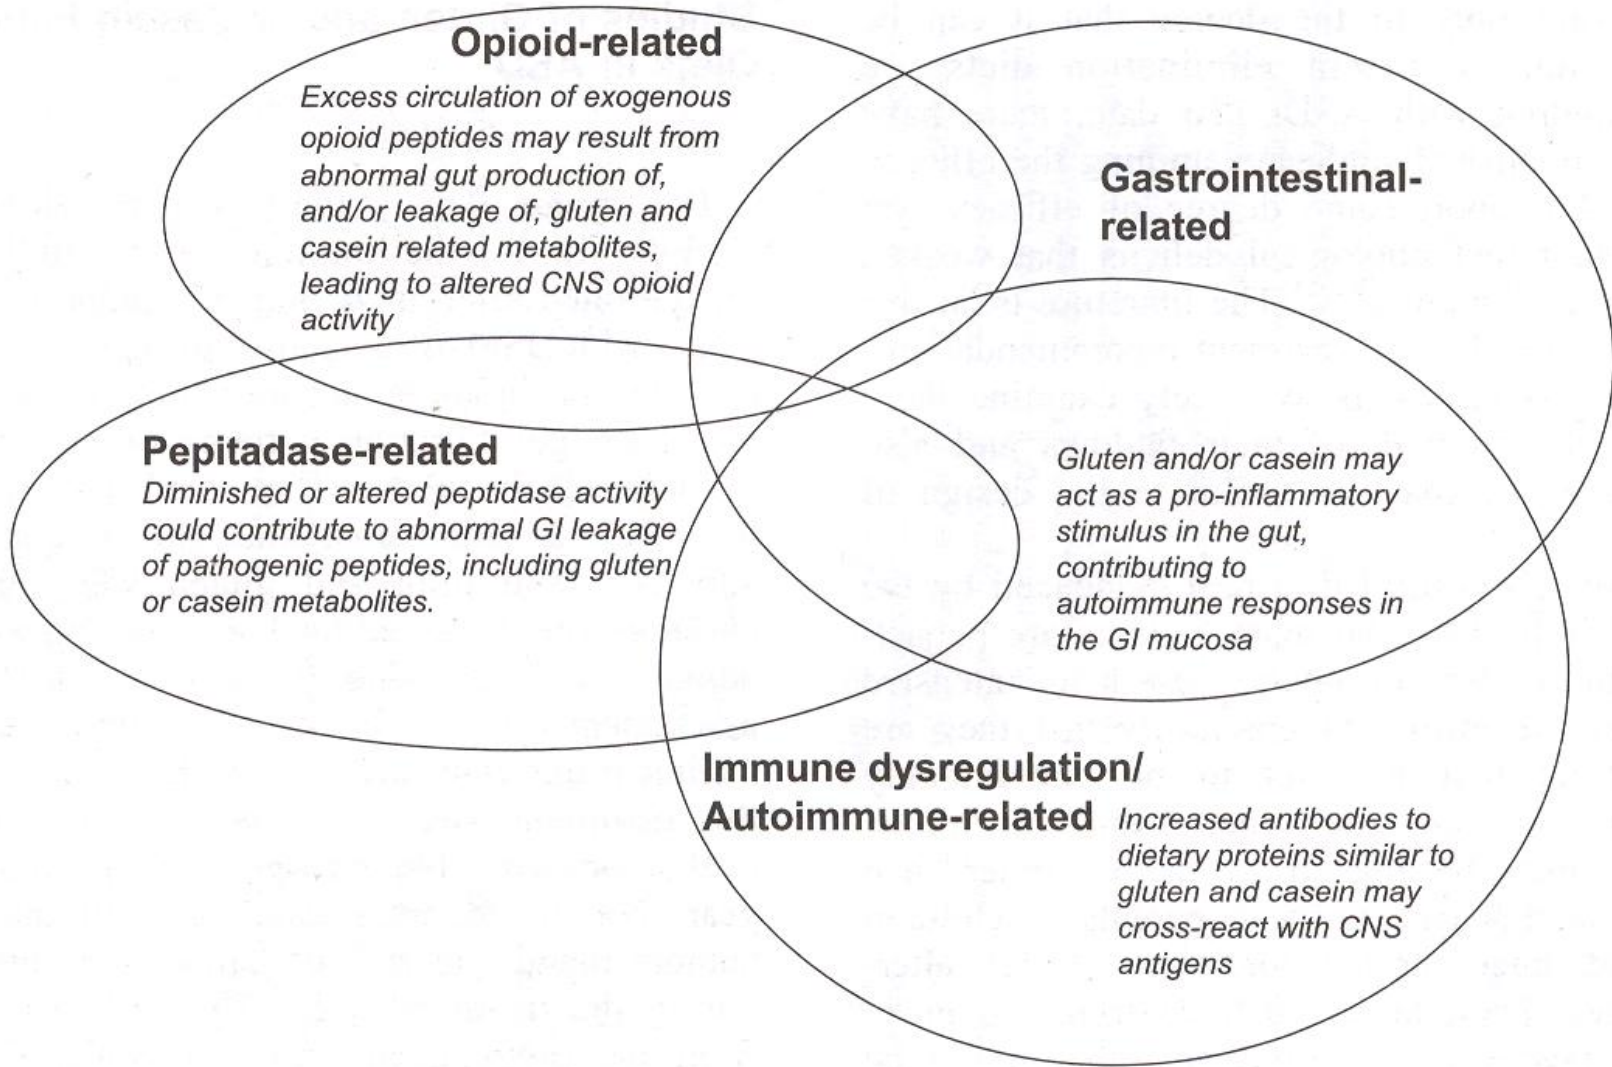 Opioid-related
Excess circulation of exogenous
opioid peptides may result from
abnormal gut production of,
and/or leakage of, gluten and
casein related metabolites,
leading to altered CNS opioid
activity
Gastrointestinal-
related
Pepitadase-related
Diminished or altered peptidase activity
could contribute to abnormal GI leakage
of pathogenic peptides, including gluten
or casein metabolites.
Gluten and/or casein may
act as a pro-inflammatory
stimulus in the gut,
contributing to
autoimmune responses in
the GI mucosa
Immune dysregulation/
Autoimmune-related
Increased antibodies to
dietary proteins similar to
gluten and casein may
cross-react with CNS
antigens